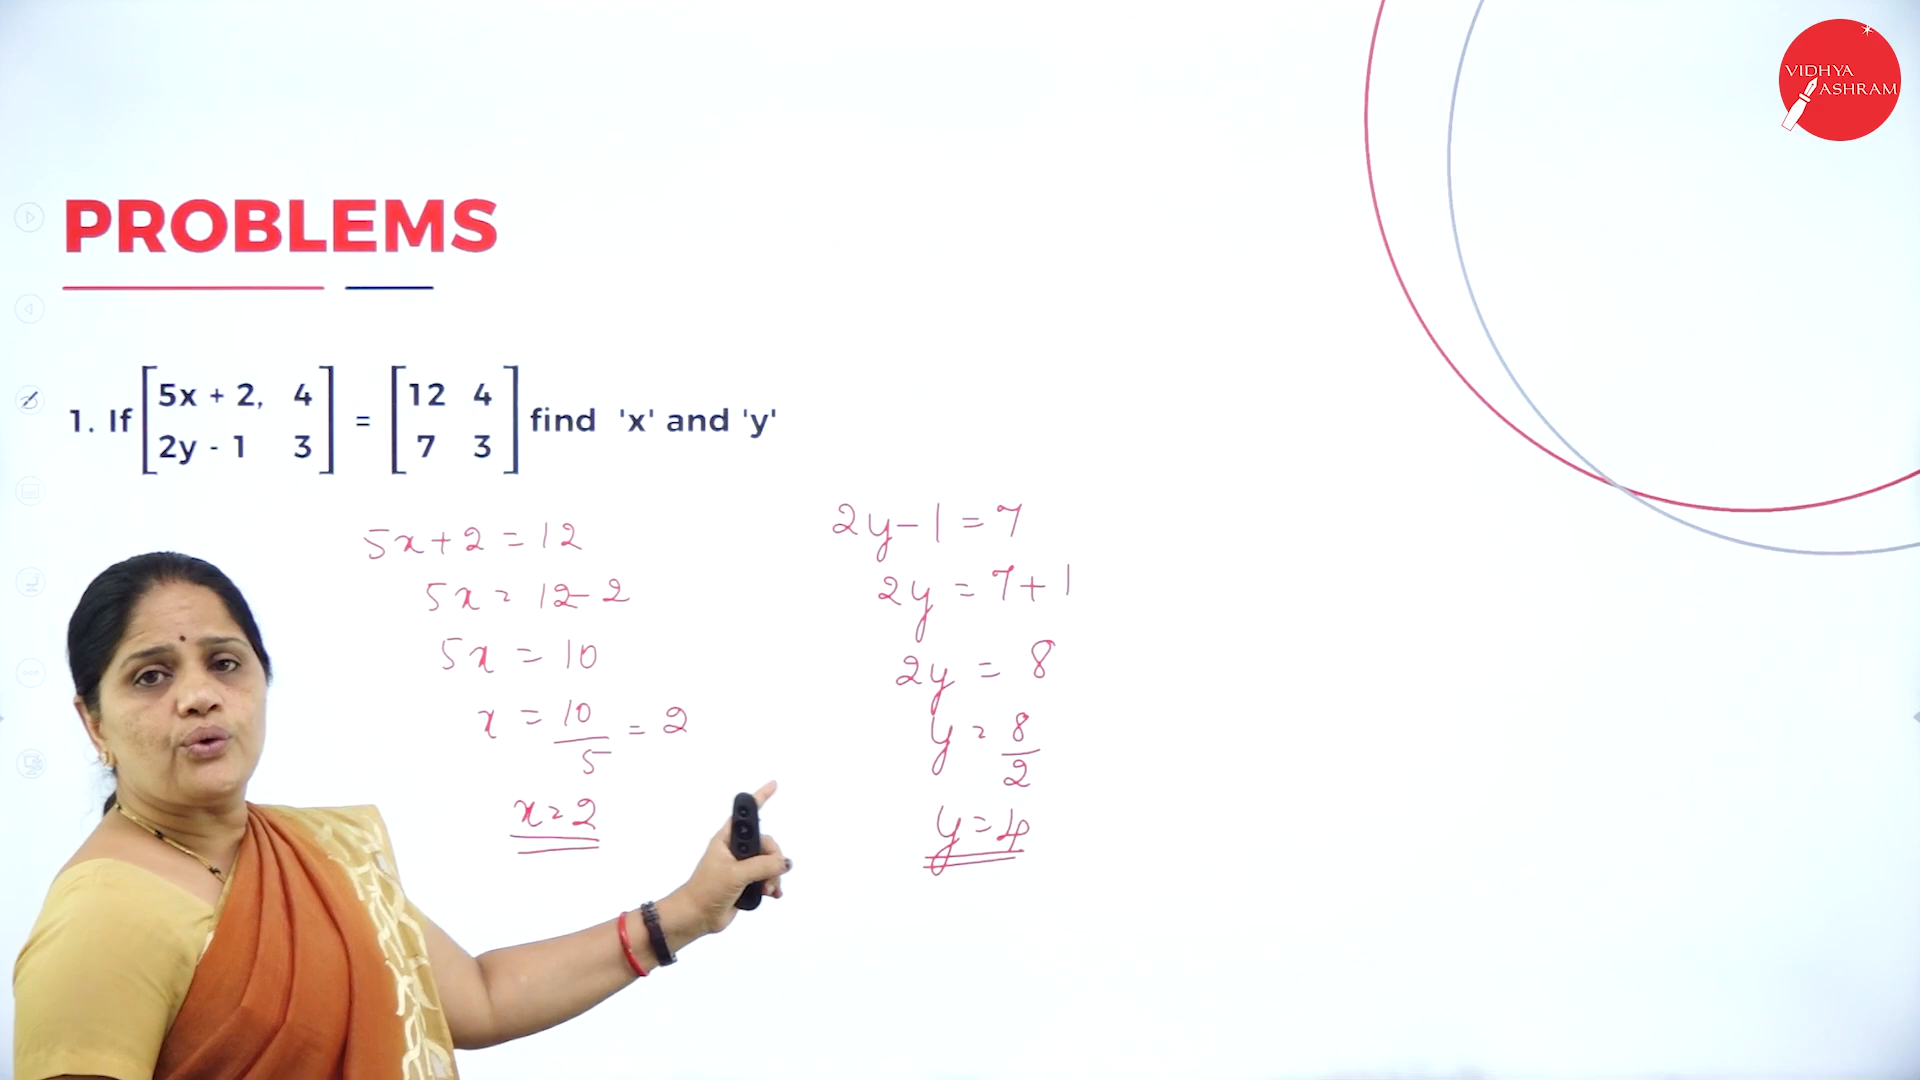 VIDHYA
ASHRAM
PROBLEMS
1. If [5x + 2, 4
2y - 1 3] = [12 4
7 3] find 'x' and 'y'
5x+2 = 12
5x = 12-2
5x = 10
x = 10/5 = 2
x=2
2y-1 = 7
2y = 7+1
2y = 8
y = 8/2
y=4